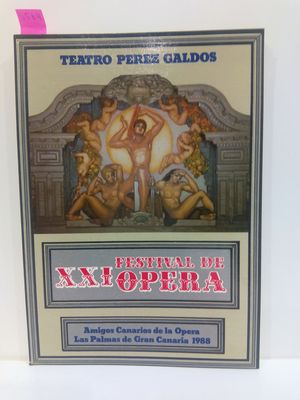 TEATRO PEREZ GALDOS
XXI FESTIVAL DE
OPERA
Amigos Canarios de la Opera
Las Palmas de Gran Canaria 1988